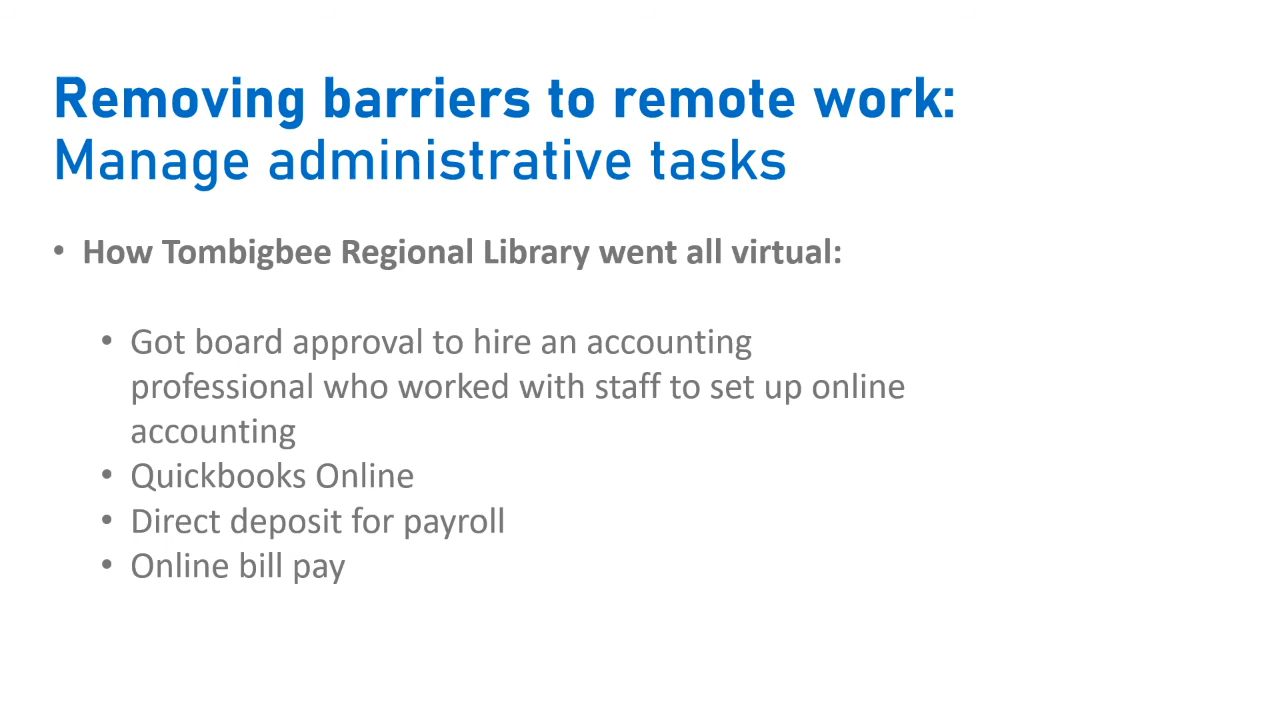 Removing barriers to remote work:
Manage administrative tasks
• How Tombigbee Regional Library went all virtual:
• Got board approval to hire an accounting
professional who worked with staff to set up online
accounting
• Quickbooks Online
• Direct deposit for payroll
• Online bill pay